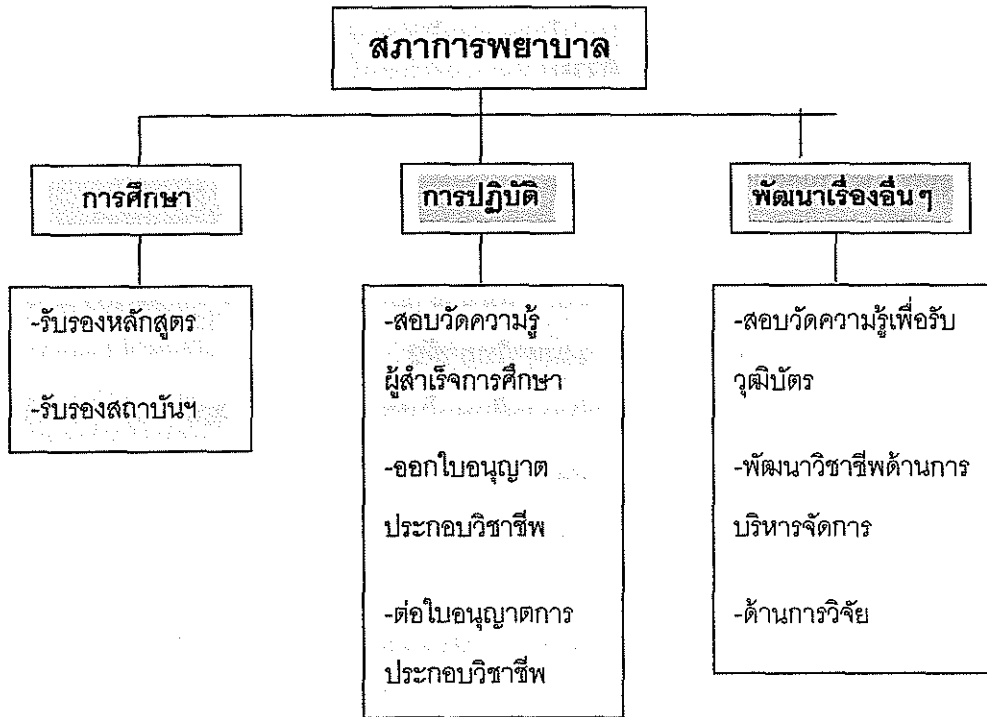 สภาการพยาบาล
การศึกษา
-รับรองหลักสูตร
-รับรองสถาบันฯ
การปฏิบัติ
-สอบวัดความรู้
ผู้สำเร็จการศึกษา
-ออกใบอนุญาต
ประกอบวิชาชีพ
-ต่อใบอนุญาตการ
ประกอบวิชาชีพ
พัฒนาเรื่องอื่น ๆ
-สอบวัดความรู้เพื่อรับ
วุฒิบัตร
-พัฒนาวิชาชีพด้านการ
บริหารจัดการ
-ด้านการวิจัย